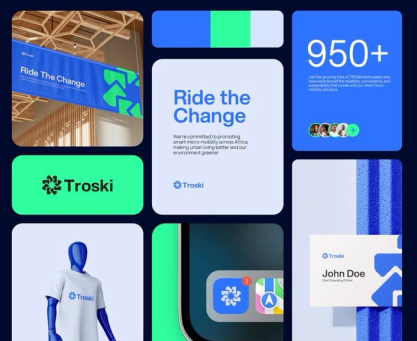 Troski
Ride The Change
Ride the
Change
We're committed to promoting
smart micro-mobility across Africa,
making urban living better and our
environment greener
Troski
950+
Join the growing tribe of TROSKI enthusiasts who
have experienced the reliability, convenience, and
sustainability that comes with our smart micro-
mobility solutions
Troski
Troski
3
Troski
John Doe
Chief Operating Officer